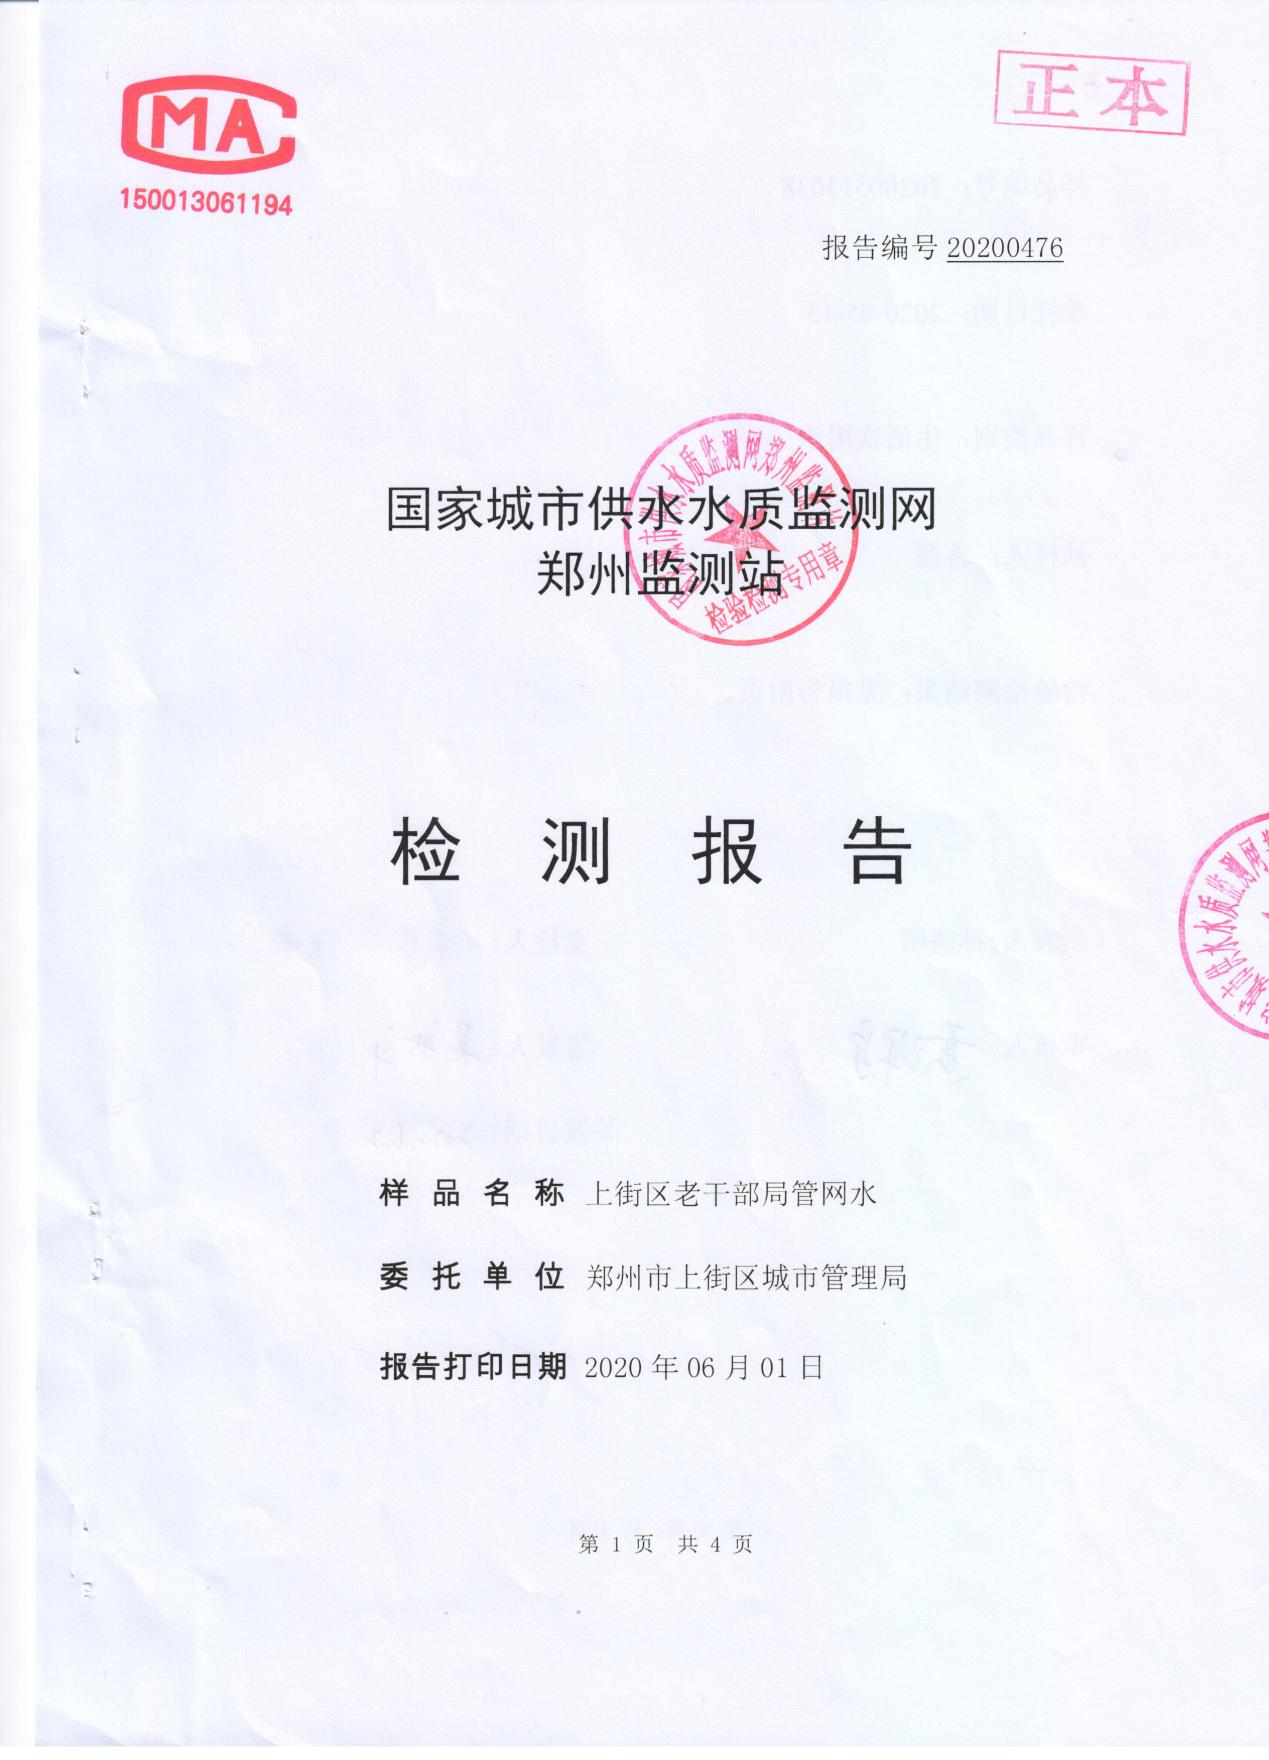 MA
150013061194
正本
报告编号 20200476
国家城市供水水质监测网
郑州监测站
检验检测专用章
检 测 报 告
样 品 名 称 上街区老干部局管网水
委 托 单 位 郑州市上街区城市管理局
报告打印日期 2020 年 06 月 01 日
第 1 页 共 4 页